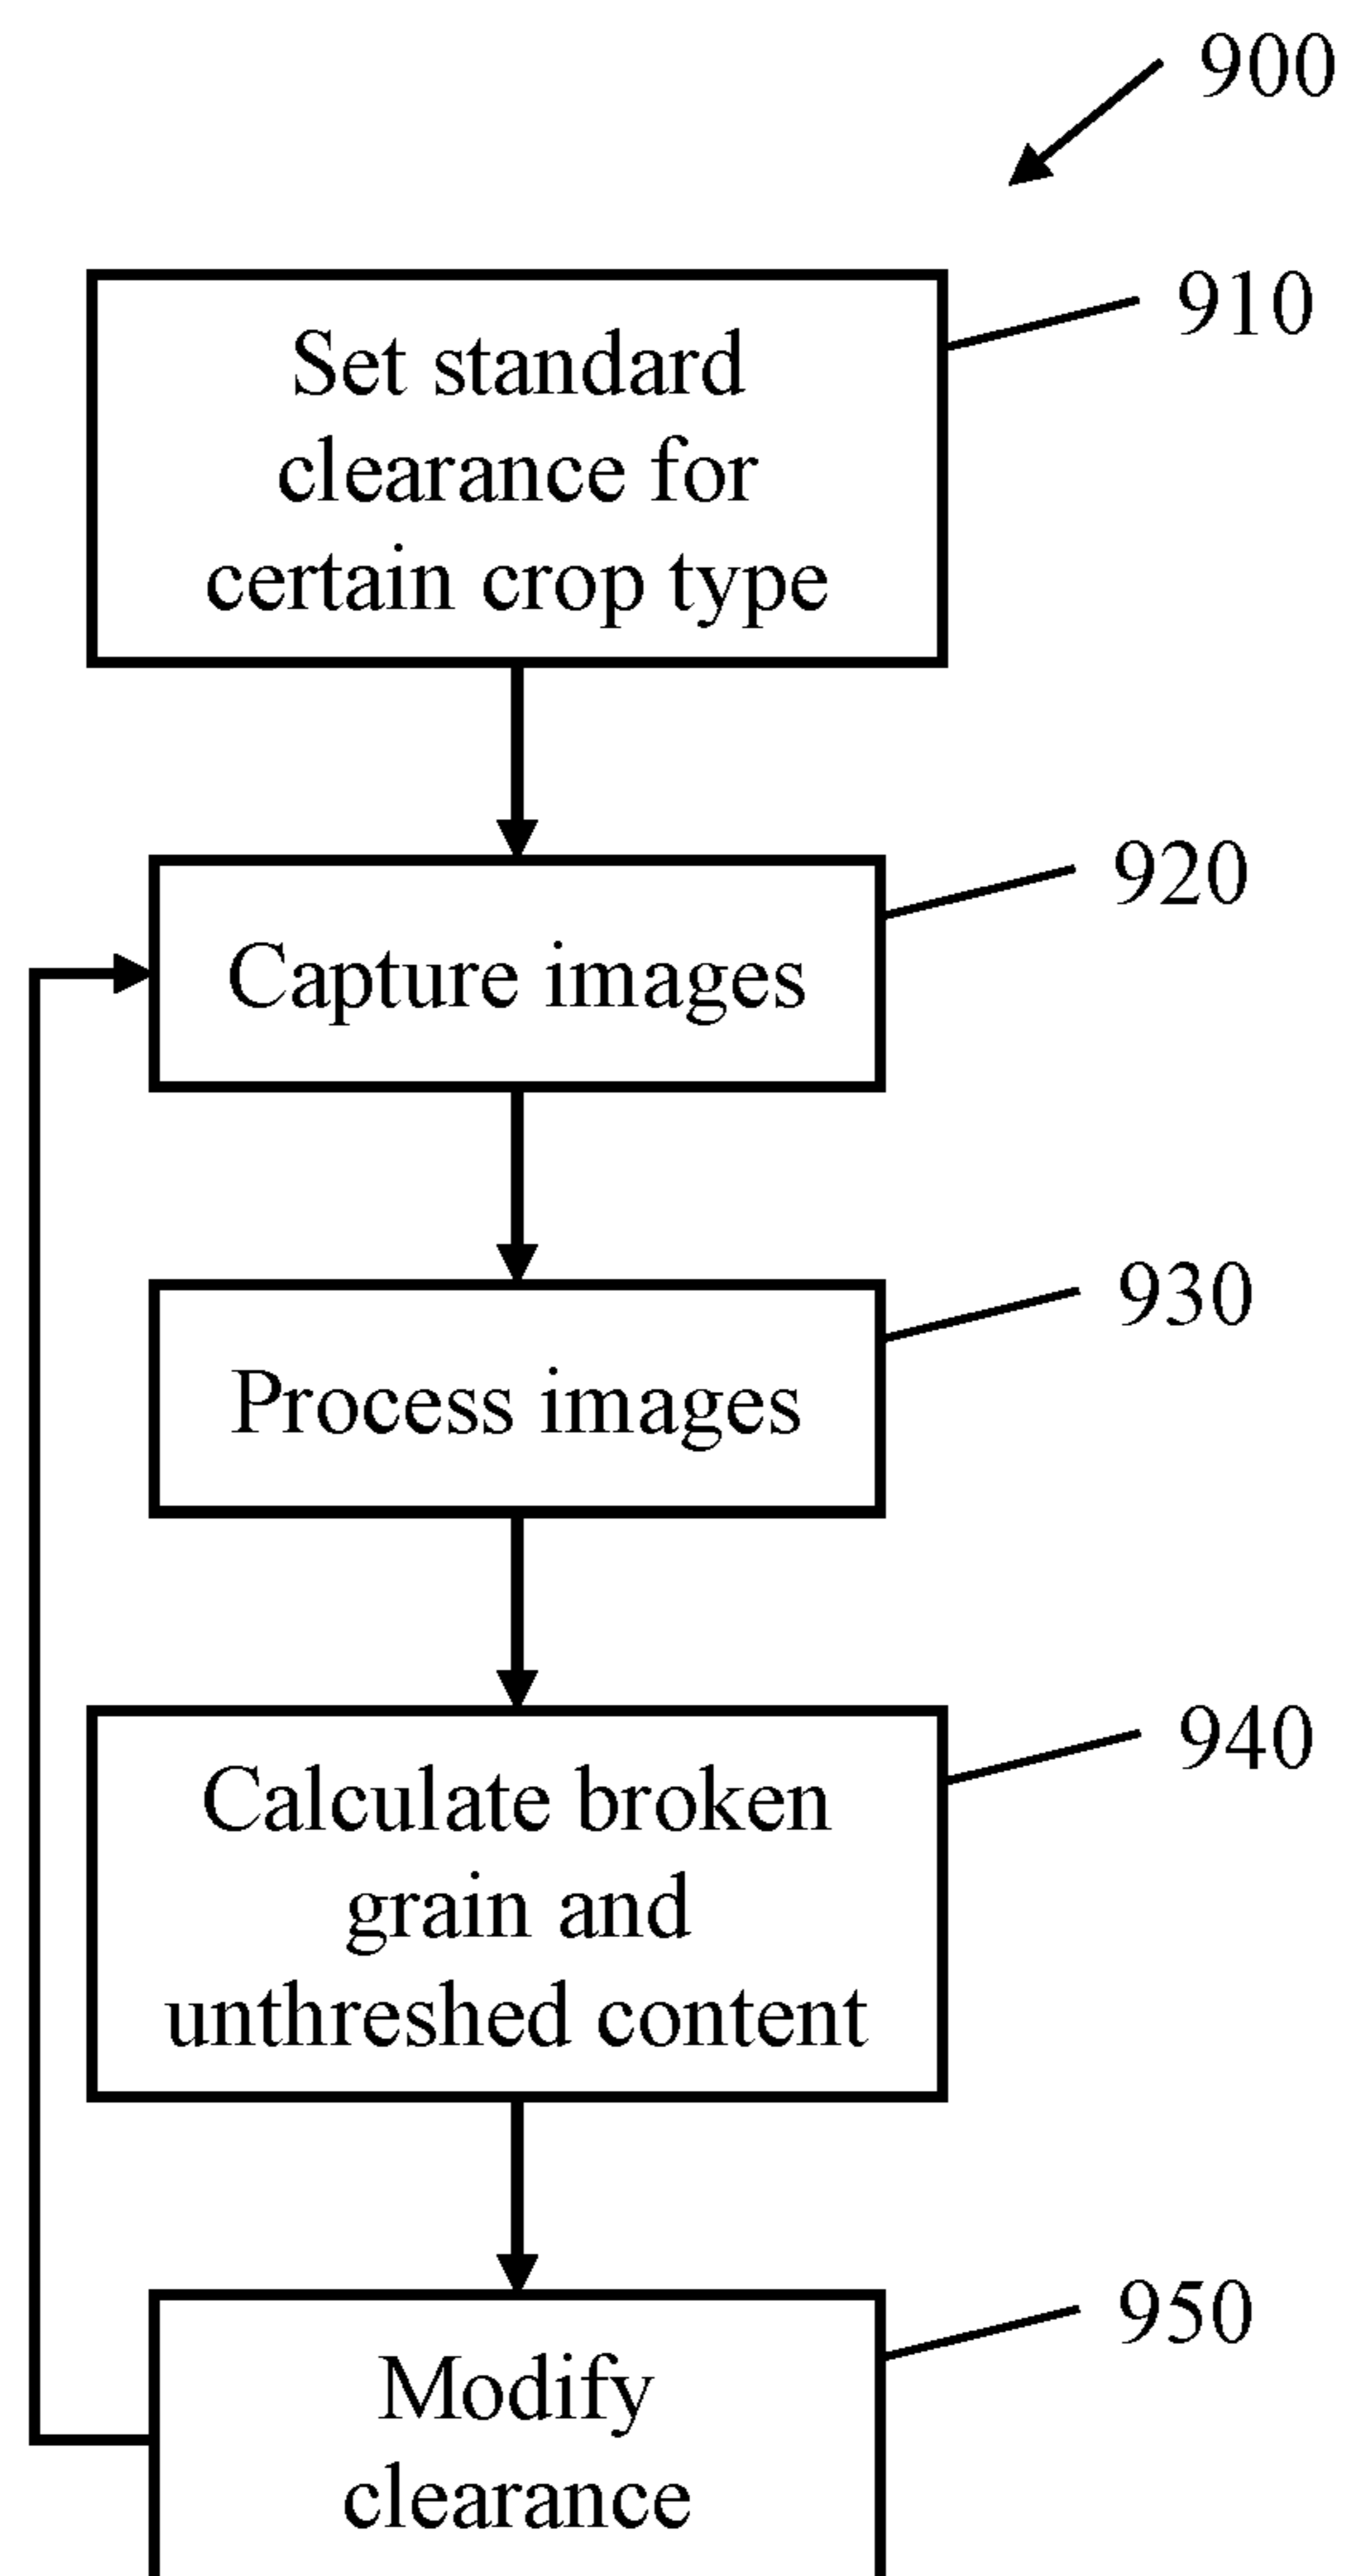 900
910
Set standard
clearance for
certain crop type
920
Capture images
930
Process images
940
Calculate broken
grain and
unthreshed content
950
Modify
clearance